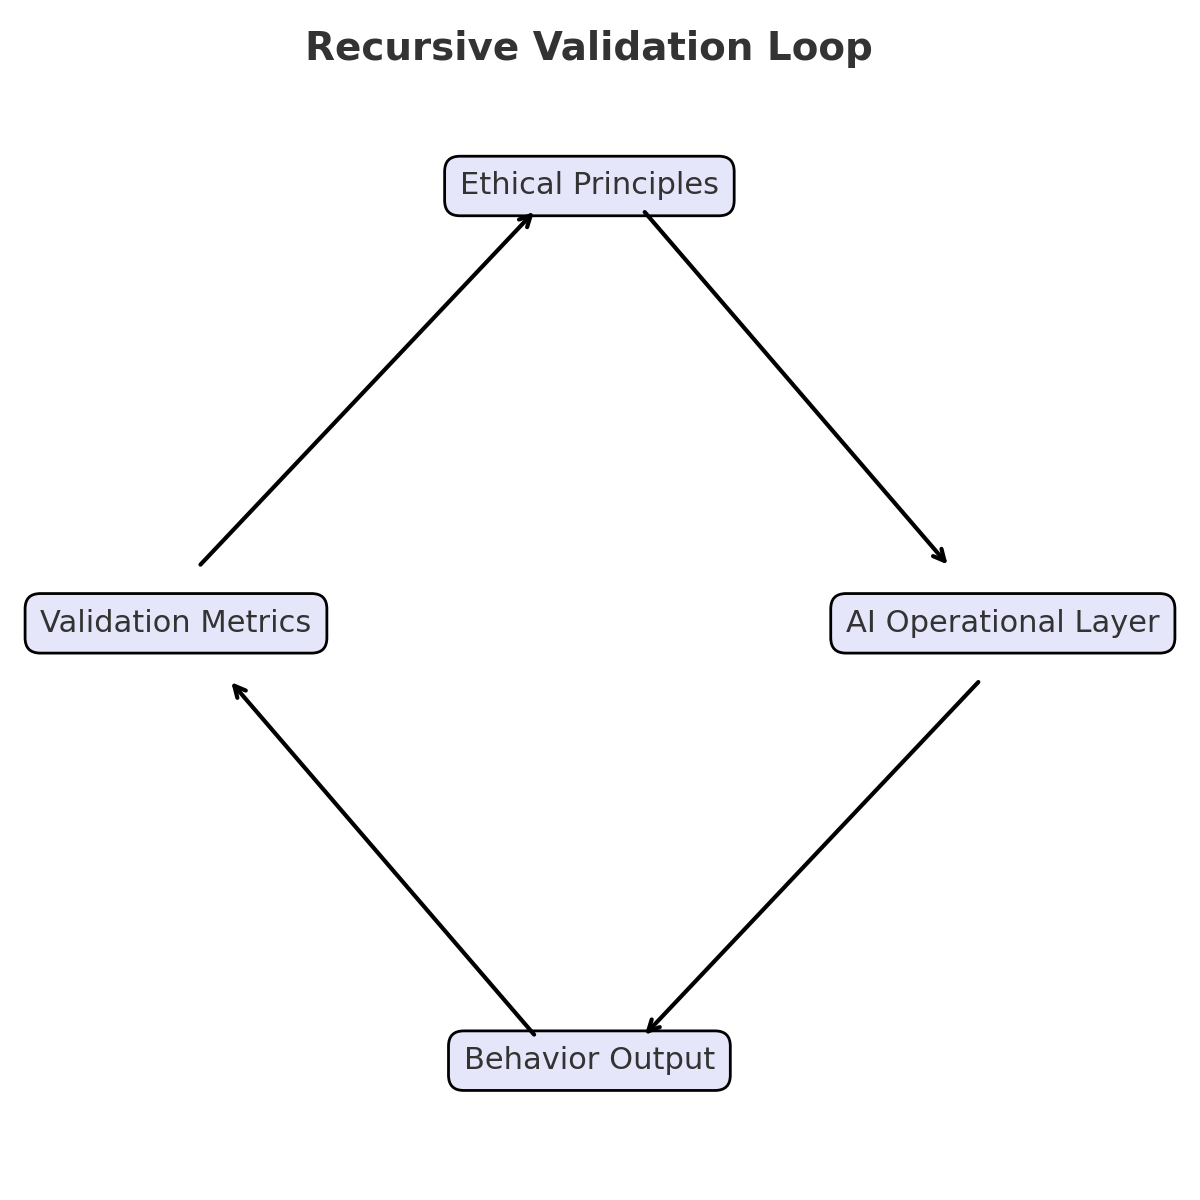 Recursive Validation Loop
Ethical Principles
Validation Metrics
AI Operational Layer
Behavior Output